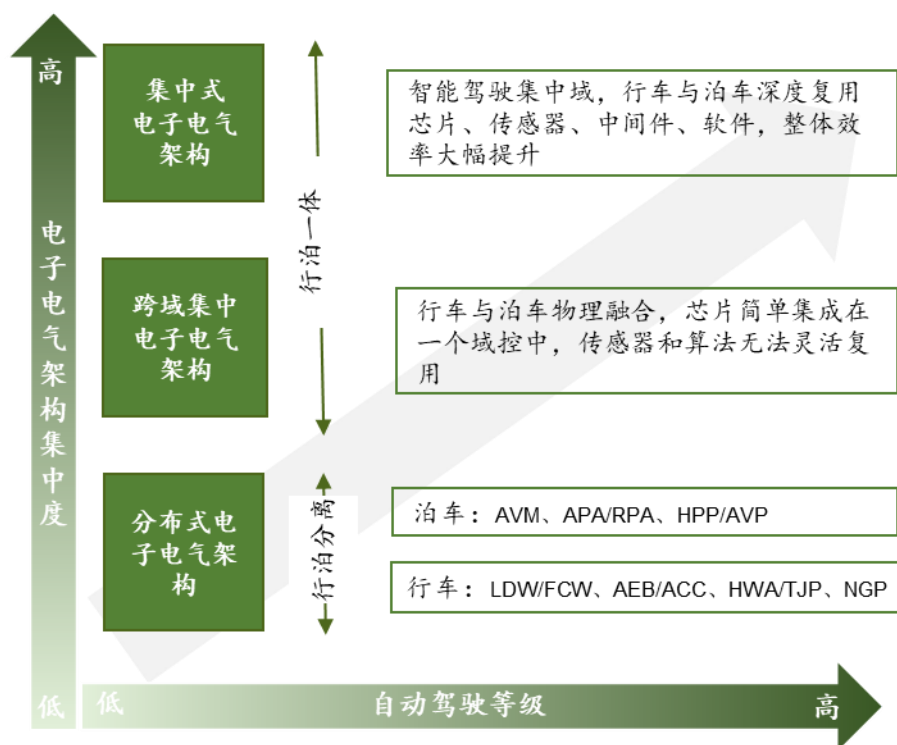 高
电子电气架构集中度
低
集中式
电子电气
架构
跨域集中
电子电气
架构
分布式电
子电气架
构
行泊一体
行泊分离
智能驾驶集中域，行车与泊车深度复用
芯片、传感器、中间件、软件，整体效
率大幅提升
行车与泊车物理融合，芯片简单集成在
一个域控中，传感器和算法无法灵活复
用
泊车：AVM、APA/RPA、HPP/AVP
行车：LDW/FCW、AEB/ACC、HWA/TJP、NGP
低
自动驾驶等级
高